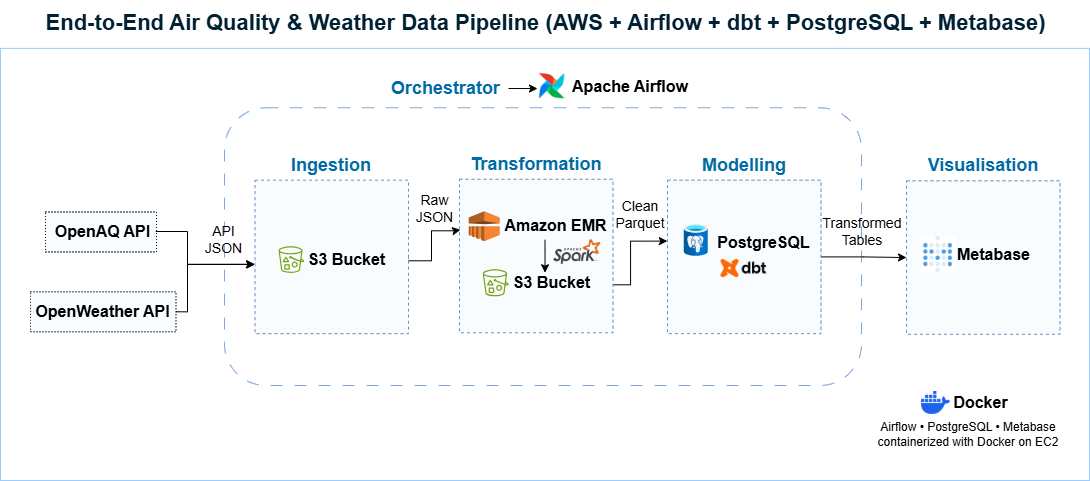 End-to-End Air Quality & Weather Data Pipeline (AWS + Airflow + dbt + PostgreSQL + Metabase)
Orchestrator
Apache Airflow
Ingestion
Transformation
Modelling
Visualisation
OpenAQ API
OpenWeather API
API
JSON
S3 Bucket
Raw
JSON
Amazon EMR
APACHE
Spark
S3 Bucket
Clean
Parquet
PostgreSQL
dbt
Transformed
Tables
Metabase
Docker
Airflow • PostgreSQL • Metabase
containerized with Docker on EC2